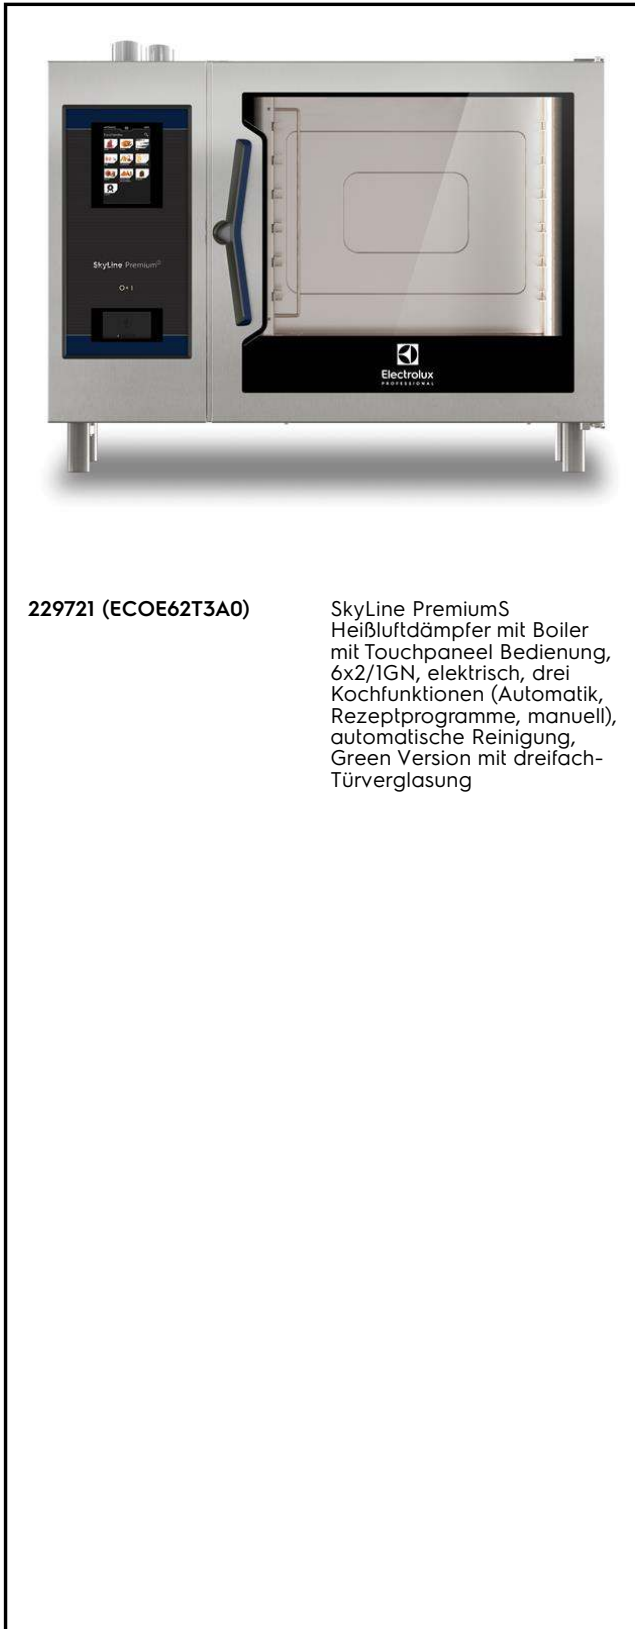 SkyLine PremiumS
O • I
Electrolux
PROFESSIONAL
229721 (ECOE62T3A0)
SkyLine PremiumS
Heißluftdämpfer mit Boiler
mit Touchpaneel Bedienung,
6x2/1GN, elektrisch, drei
Kochfunktionen (Automatik,
Rezeptprogramme, manuell),
automatische Reinigung,
Green Version mit dreifach-
Türverglasung